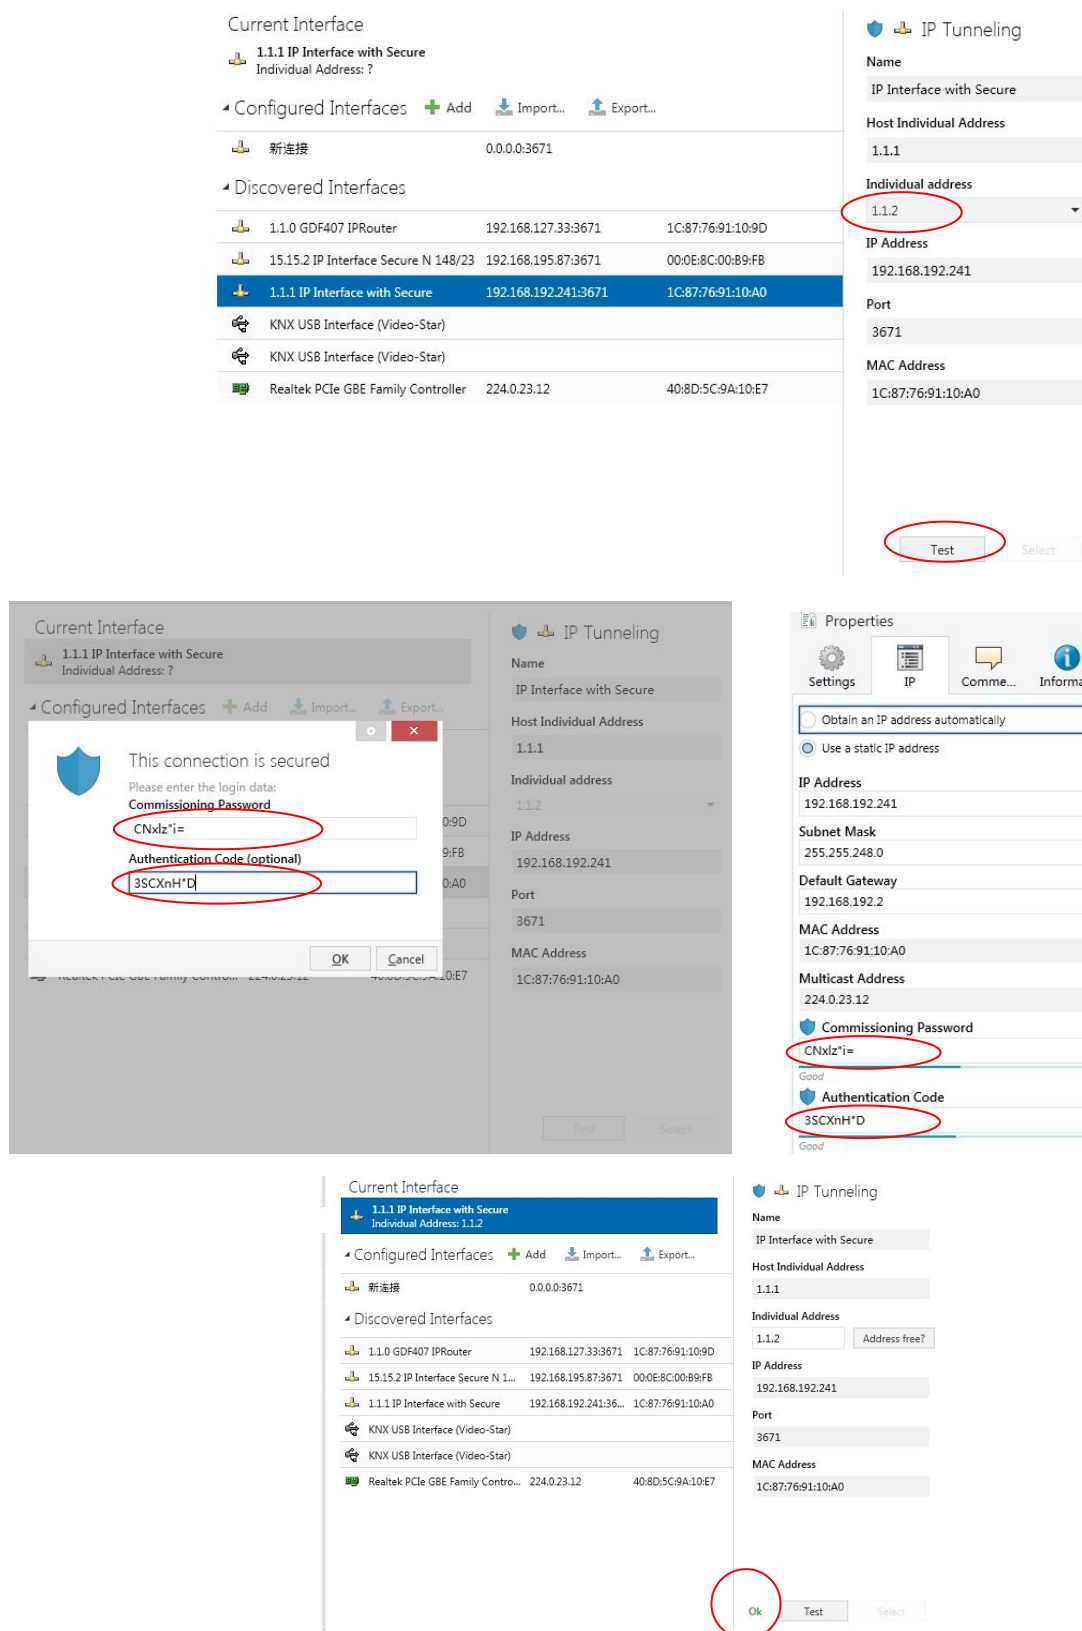 Current Interface
1.1.1 IP Interface with Secure
Individual Address: ?
Configured Interfaces Add Import... Export...
新连接 0.0.0.0:3671
Discovered Interfaces
1.1.0 GDF407 IPRouter 192.168.127.33:3671 1C:87:76:91:10:9D
15.15.2 IP Interface Secure N 148/23 192.168.195.87:3671 00:0E:8C:00:B9:FB
1.1.1 IP Interface with Secure 192.168.192.241:3671 1C:87:76:91:10:A0
KNX USB Interface (Video-Star)
KNX USB Interface (Video-Star)
Realtek PCIe GBE Family Controller 224.0.23.12 40:8D:5C:9A:10:E7
IP Tunneling
Name
IP Interface with Secure
Host Individual Address
1.1.1
Individual address
1.1.2
IP Address
192.168.192.241
Port
3671
MAC Address
1C:87:76:91:10:A0
Test Select
Current Interface
1.1.1 IP Interface with Secure
Individual Address: ?
Configured Interfaces Add Import... Export...
This connection is secured
Please enter the login data:
Commissioning Password
CNxlz"i=
Authentication Code (optional)
3SCXnH"D
OK Cancel
0:9D
9:FB
0:A0
IP Tunneling
Name
IP Interface with Secure
Host Individual Address
1.1.1
Individual address
1.1.2
IP Address
192.168.192.241
Port
3671
MAC Address
1C:87:76:91:10:A0
Test Select
Properties
Settings IP Comme... Informa
Obtain an IP address automatically
Use a static IP address
IP Address
192.168.192.241
Subnet Mask
255.255.248.0
Default Gateway
192.168.192.2
MAC Address
1C:87:76:91:10:A0
Multicast Address
224.0.23.12
Commissioning Password
CNxlz"i=
Good
Authentication Code
3SCXnH"D
Good
Current Interface
1.1.1 IP Interface with Secure
Individual Address: 1.1.2
Configured Interfaces Add Import... Export...
新连接 0.0.0.0:3671
Discovered Interfaces
1.1.0 GDF407 IPRouter 192.168.127.33:3671 1C:87:76:91:10:9D
15.15.2 IP Interface Secure N 1... 192.168.195.87:3671 00:0E:8C:00:B9:FB
1.1.1 IP Interface with Secure 192.168.192.241:36... 1C:87:76:91:10:A0
KNX USB Interface (Video-Star)
KNX USB Interface (Video-Star)
Realtek PCIe GBE Family Contro... 224.0.23.12 40:8D:5C:9A:10:E7
IP Tunneling
Name
IP Interface with Secure
Host Individual Address
1.1.1
Individual Address
1.1.2 Address free?
IP Address
192.168.192.241
Port
3671
MAC Address
1C:87:76:91:10:A0
Ok Test Select